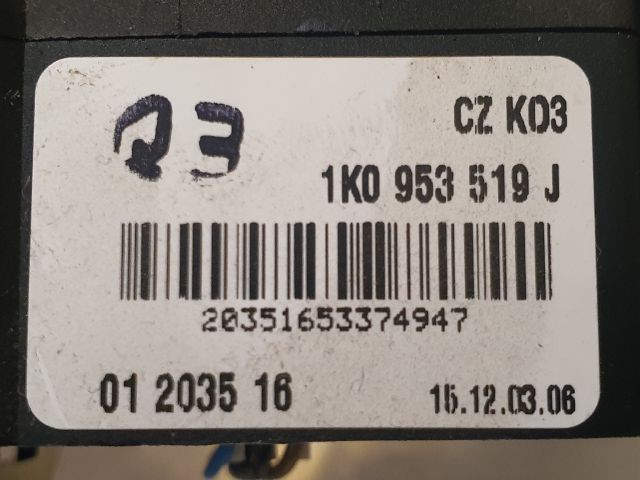 Q3
CZ K03
1K0 953 519 J
20351653374947
01 2035 16
15.12.03.06